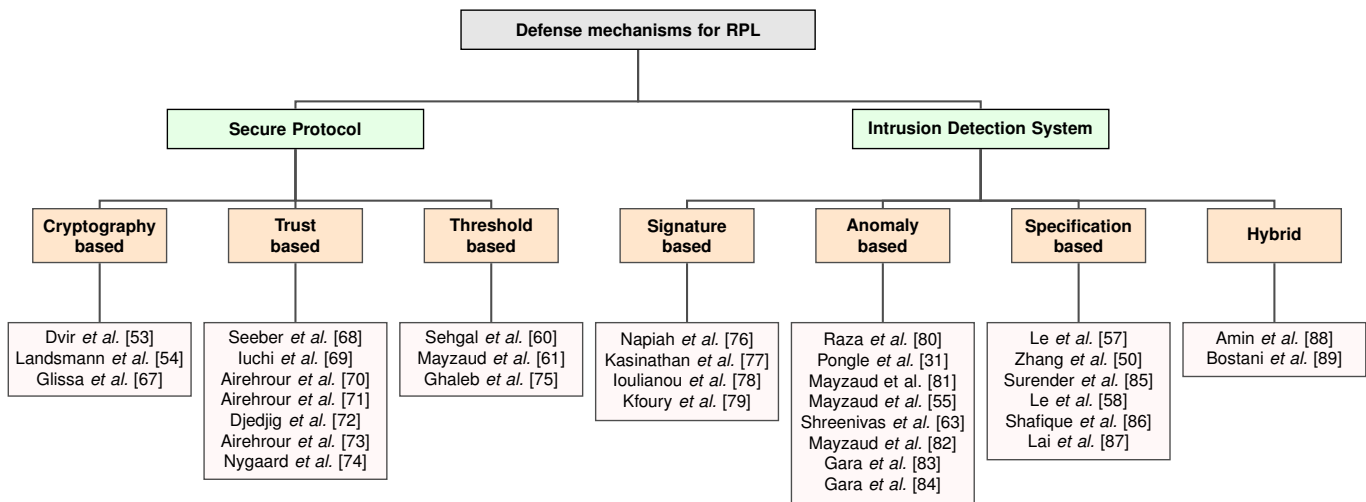 Defense mechanisms for RPL
Secure Protocol
Intrusion Detection System
Cryptography
based
Trust
based
Threshold
based
Signature
based
Anomaly
based
Specification
based
Hybrid
Dvir et al. [53]
Landsmann et al. [54]
Glissa et al. [67]
Seeber et al. [68]
Iuchi et al. [69]
Airehrour et al. [70]
Airehrour et al. [71]
Djedjig et al. [72]
Airehrour et al. [73]
Nygaard et al. [74]
Sehgal et al. [60]
Mayzaud et al. [61]
Ghaleb et al. [75]
Napiah et al. [76]
Kasinathan et al. [77]
Ioulianou et al. [78]
Kfoury et al. [79]
Raza et al. [80]
Pongle et al. [31]
Mayzaud et al. [81]
Mayzaud et al. [55]
Shreenivas et al. [63]
Mayzaud et al. [82]
Gara et al. [83]
Gara et al. [84]
Le et al. [57]
Zhang et al. [50]
Surender et al. [85]
Le et al. [58]
Shafique et al. [86]
Lai et al. [87]
Amin et al. [88]
Bostani et al. [89]